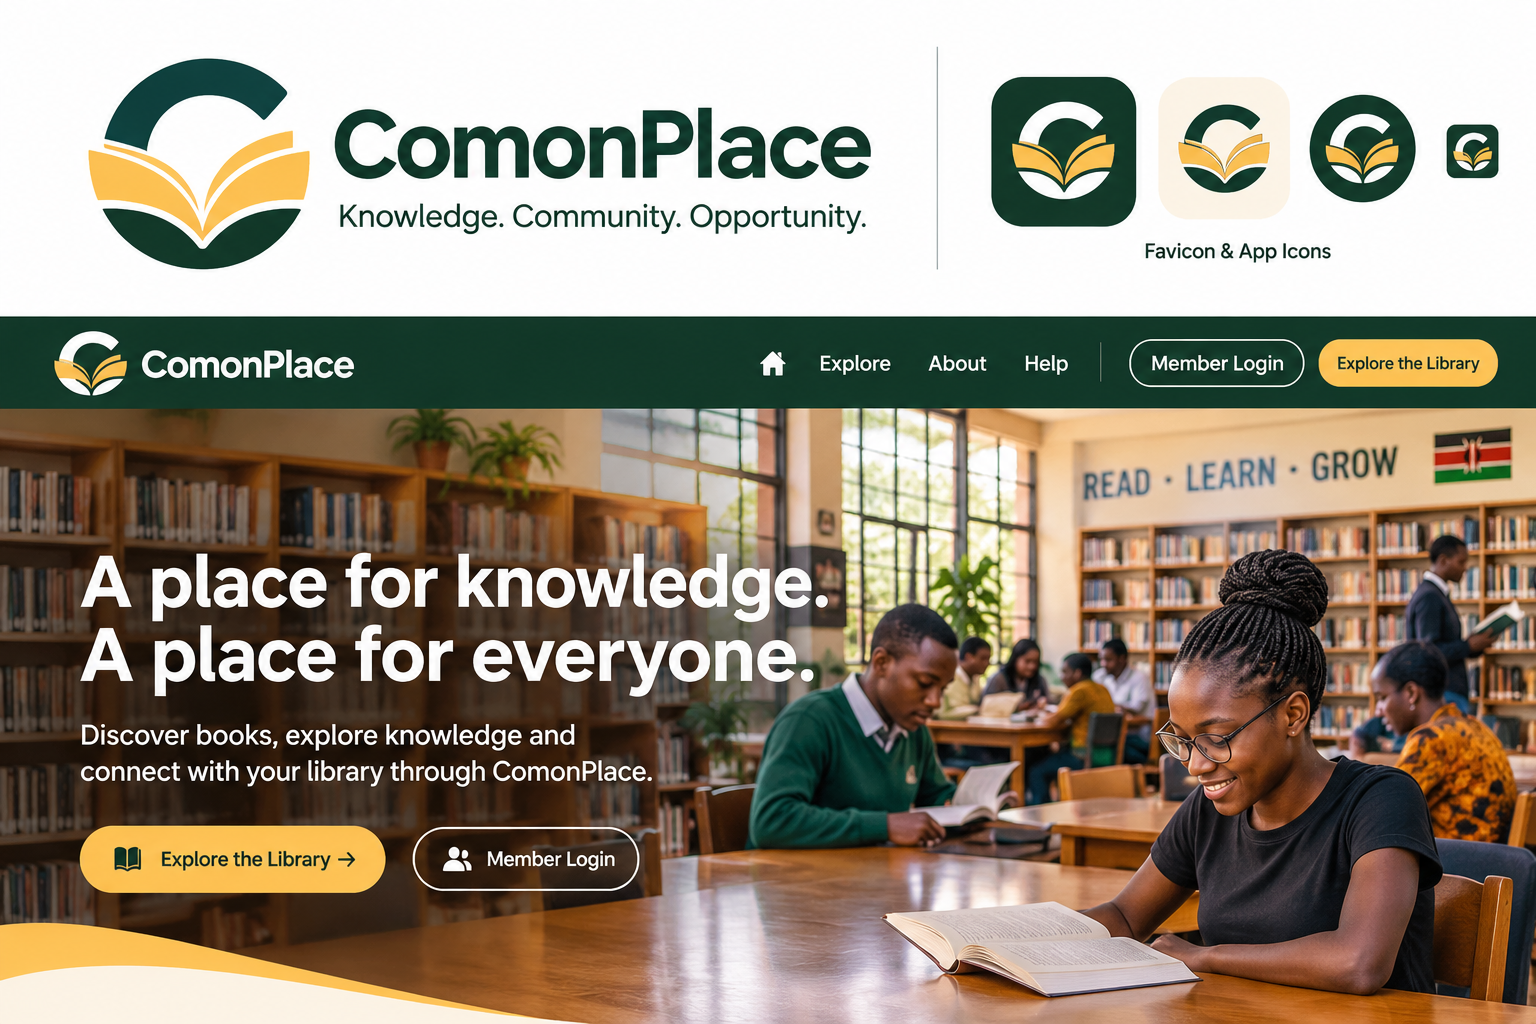 ComonPlace
Knowledge. Community. Opportunity.
Favicon & App Icons
ComonPlace
Explore
About
Help
Member Login
Explore the Library
READ · LEARN · GROW
A place for knowledge.
A place for everyone.
Discover books, explore knowledge and
connect with your library through ComonPlace.
Explore the Library →
Member Login